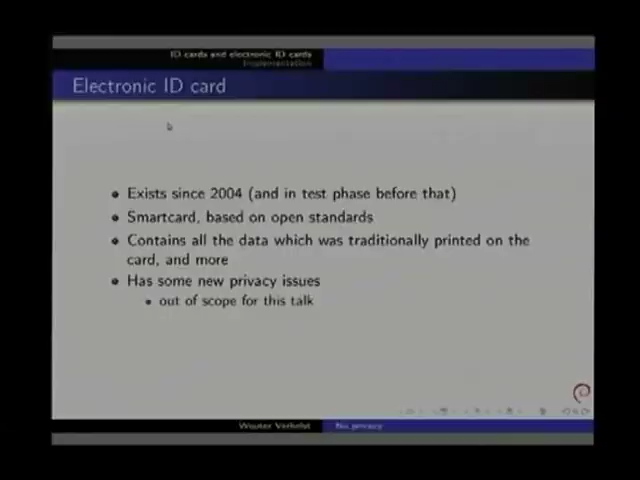 ID cards and electronic ID cards
Implementation
Electronic ID card
Exists since 2004 (and in test phase before that)
Smartcard, based on open standards
Contains all the data which was traditionally printed on the
card, and more
Has some new privacy issues
out of scope for this talk
Wouter Verhelst
No privacy